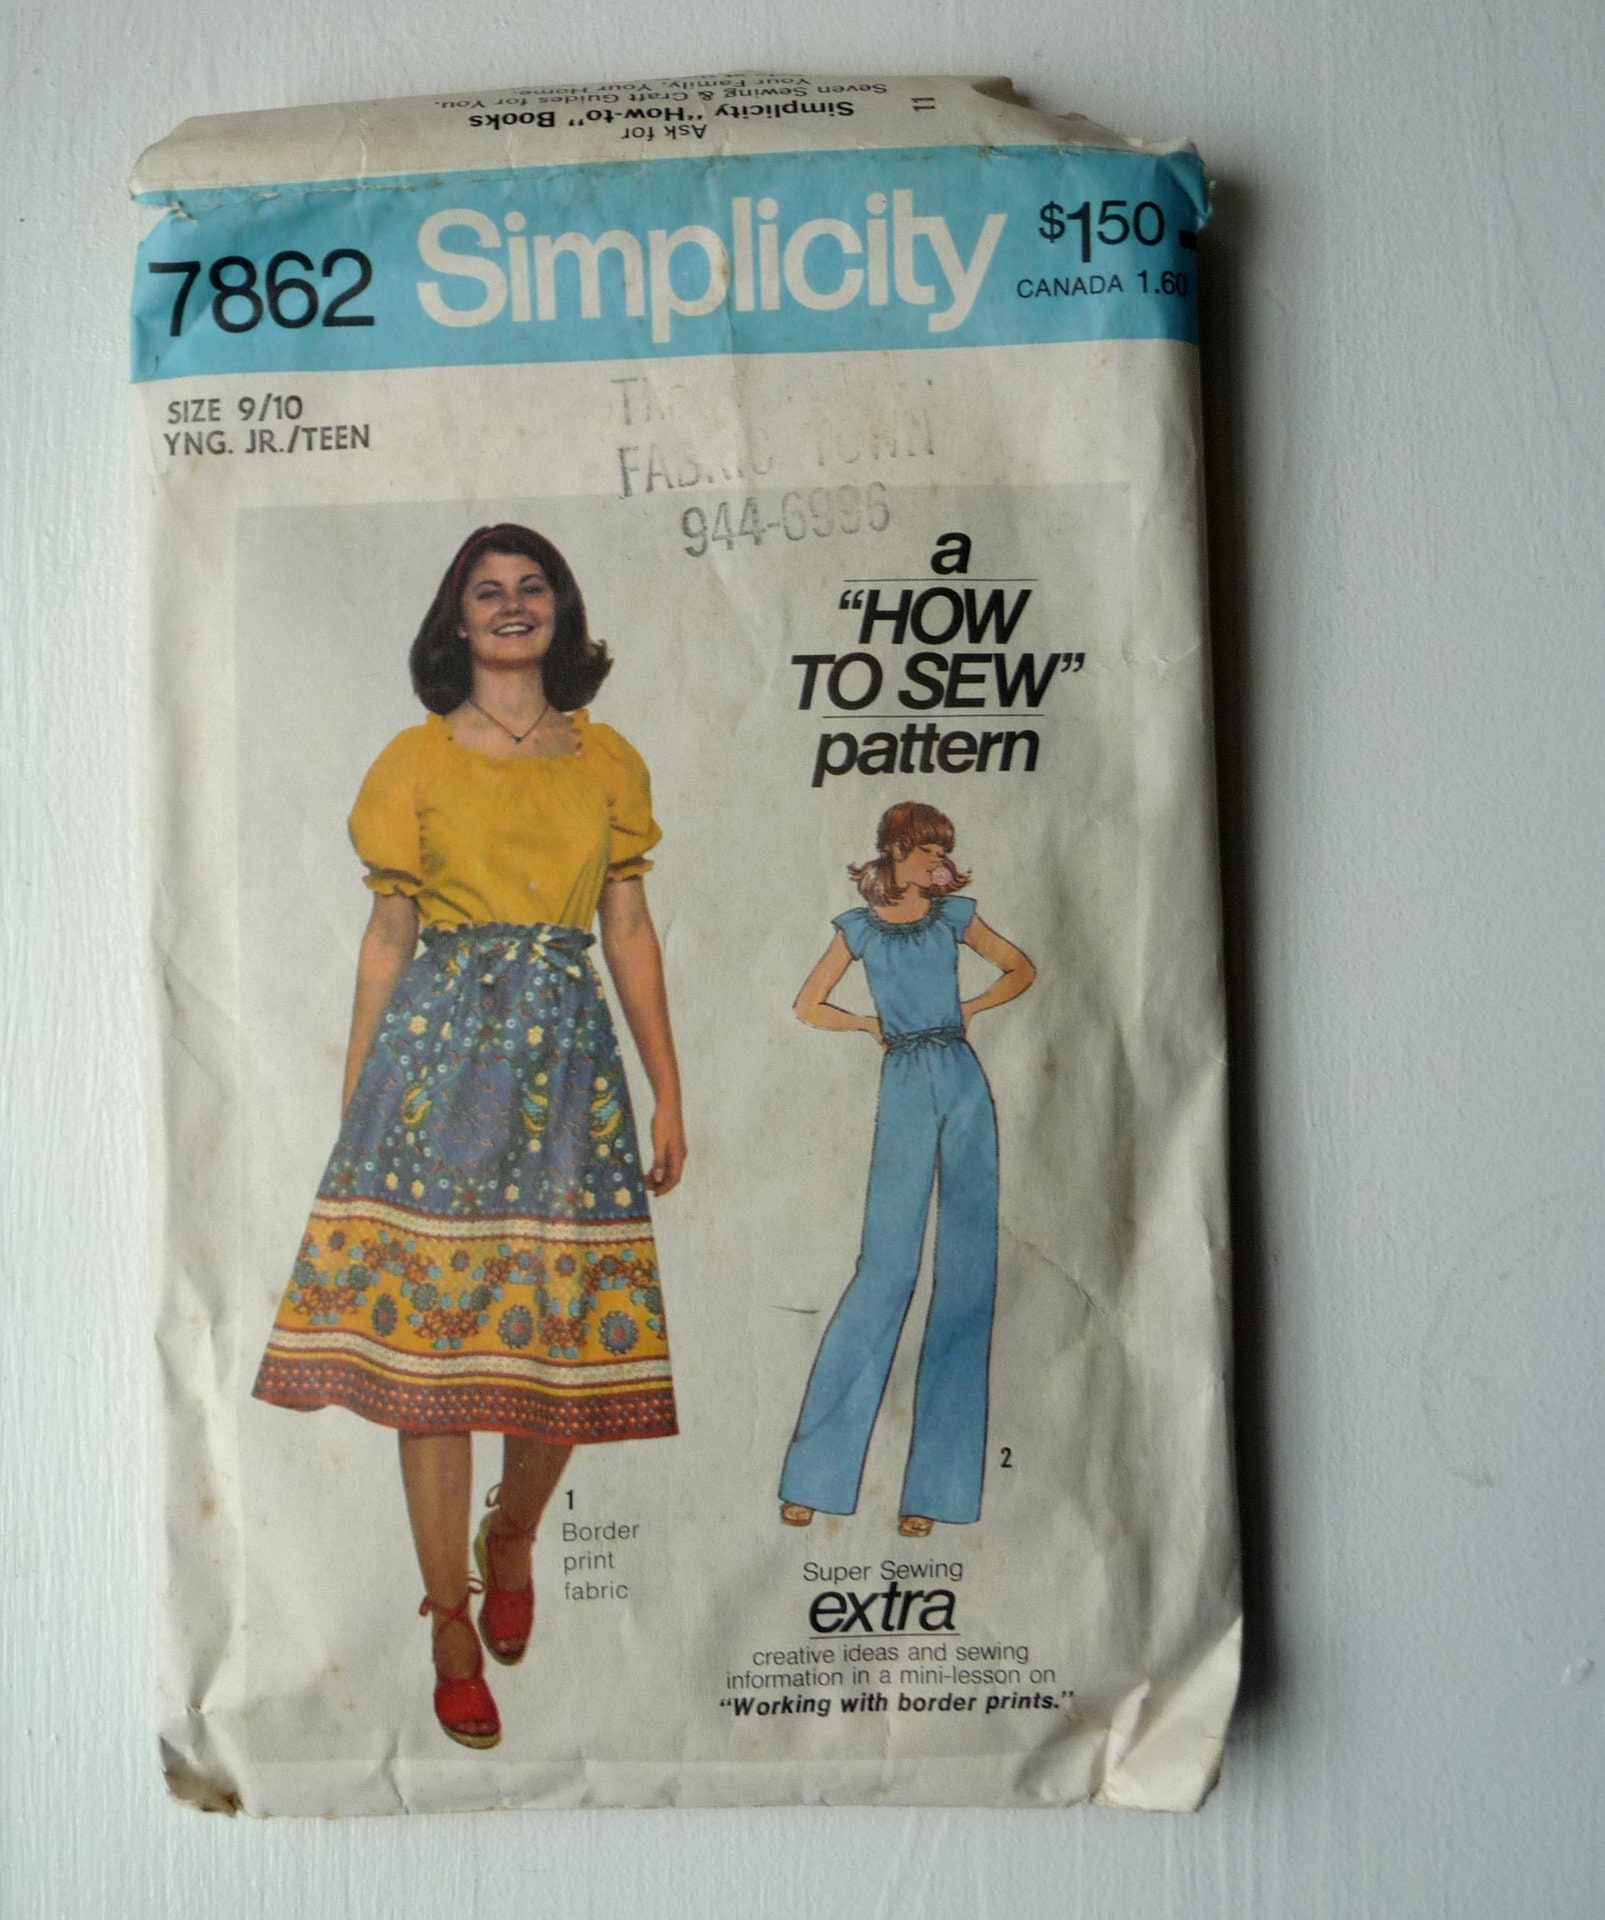 Ask for
Simplicity "How-to" Books
Seven Sewing & Craft Guides for You,
Your Family, Your Home.
11
7862 Simplicity $1.50
CANADA 1.60
SIZE 9/10
YNG. JR./TEEN
FABRIC TOWN
944-6996
a
"HOW
TO SEW"
pattern
1
Border
print
fabric
2
Super Sewing
extra
creative ideas and sewing
information in a mini-lesson on
"Working with border prints."